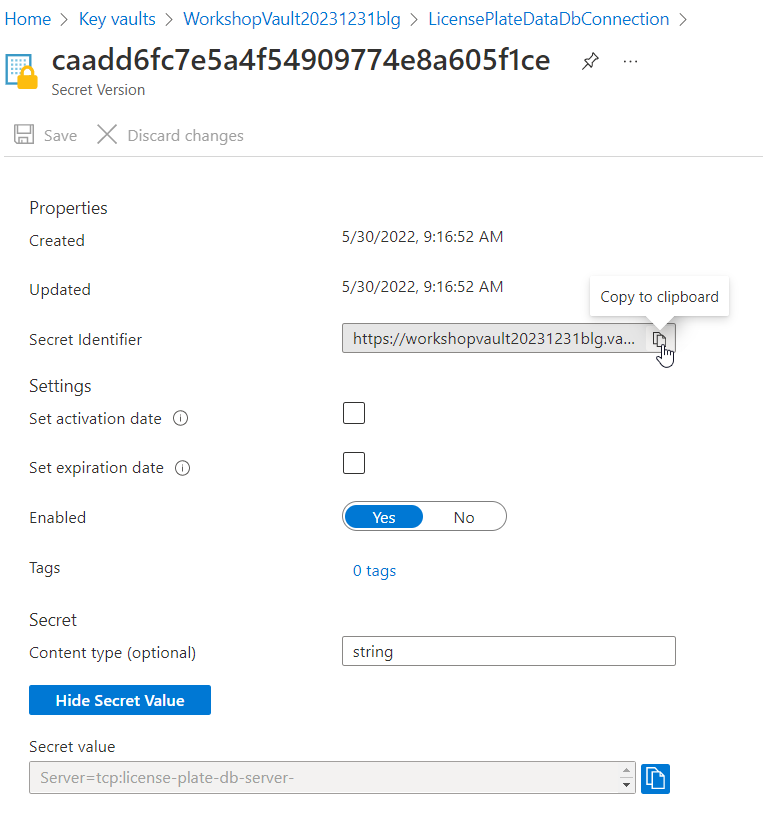 Home > Key vaults > WorkshopVault20231231blg > LicensePlateDataDbConnection >
caadd6fc7e5a4f54909774e8a605f1ce ...
Secret Version
Save Discard changes
Properties
Created 5/30/2022, 9:16:52 AM
Updated 5/30/2022, 9:16:52 AM
Copy to clipboard
Secret Identifier https://workshopvault20231231blg.va...
Settings
Set activation date
Set expiration date
Enabled Yes No
Tags 0 tags
Secret
Content type (optional) string
Hide Secret Value
Secret value
Server=tcp:license-plate-db-server-